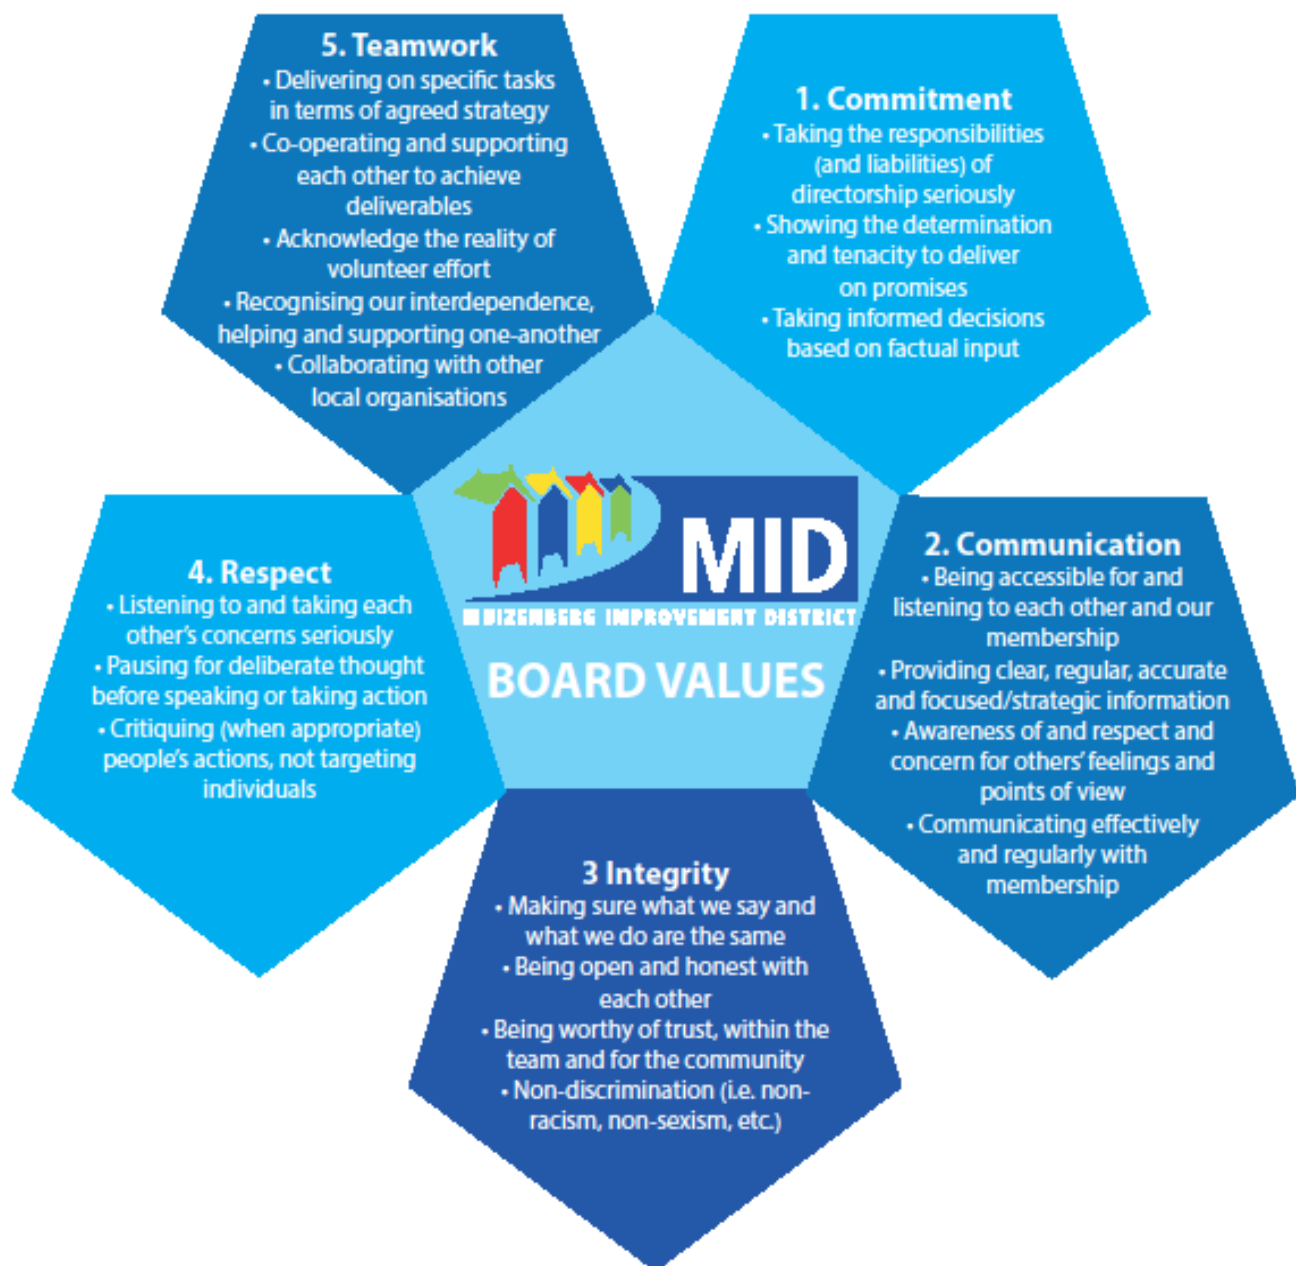 5. Teamwork
• Delivering on specific tasks
in terms of agreed strategy
• Co-operating and supporting
each other to achieve
deliverables
• Acknowledge the reality of
volunteer effort
• Recognising our interdependence,
helping and supporting one-another
• Collaborating with other
local organisations
1. Commitment
• Taking the responsibilities
(and liabilities) of
directorship seriously
• Showing the determination
and tenacity to deliver
on promises
• Taking informed decisions
based on factual input
MID
MUIZENBERG IMPROVEMENT DISTRICT
BOARD VALUES
2. Communication
• Being accessible for and
listening to each other and our
membership
• Providing clear, regular, accurate
and focused/strategic information
• Awareness of and respect and
concern for others' feelings and
points of view
• Communicating effectively
and regularly with
membership
4. Respect
• Listening to and taking each
other's concerns seriously
• Pausing for deliberate thought
before speaking or taking action
• Critiquing (when appropriate)
people's actions, not targeting
individuals
3 Integrity
• Making sure what we say and
what we do are the same
• Being open and honest with
each other
• Being worthy of trust, within the
team and for the community
• Non-discrimination (i.e. non-
racism, non-sexism, etc.)